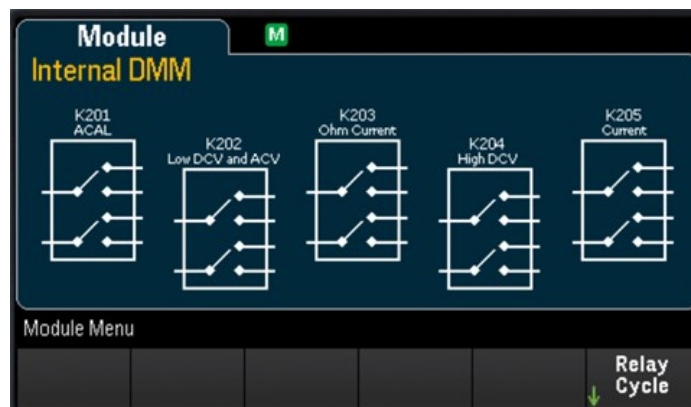 Module
M
Internal DMM
K201
ACAL
K202
Low DCV and ACV
K203
Ohm Current
K204
High DCV
K205
Current
Module Menu
Relay
Cycle